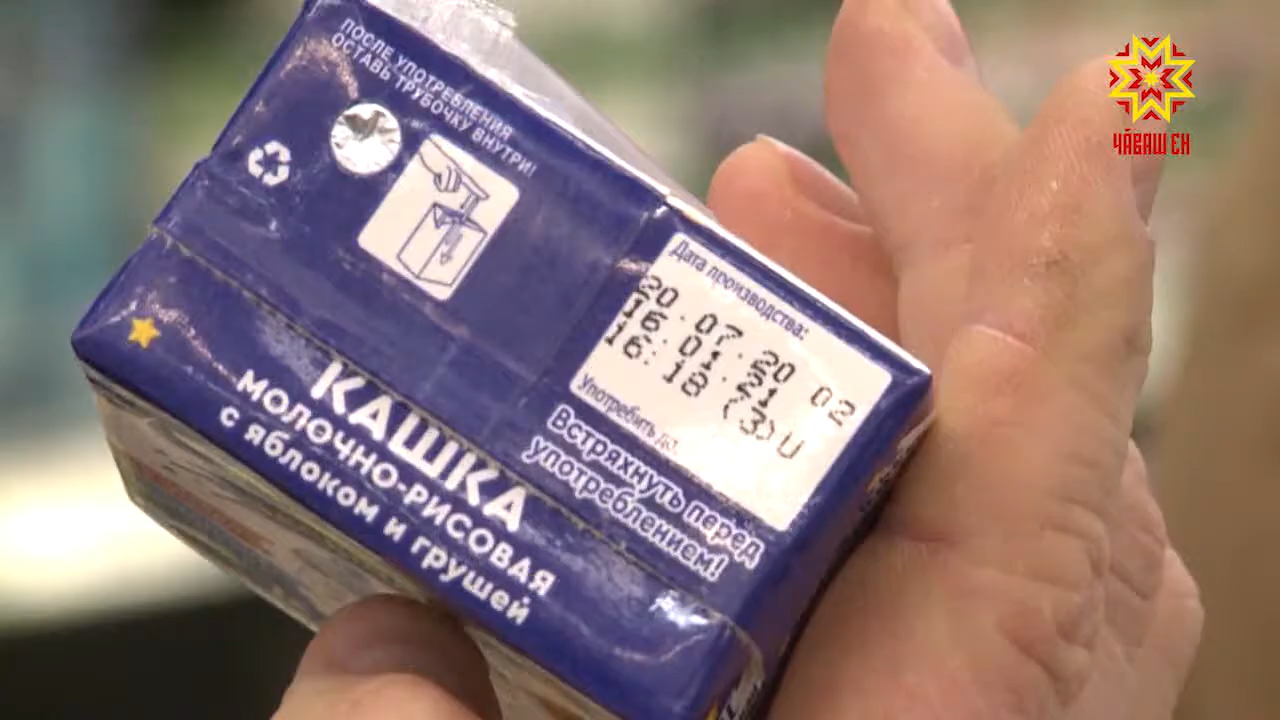 ПОСЛЕ УПОТРЕБЛЕНИЯ
ОСТАВЬ ТРУБОЧКУ ВНУТРИ!
Дата производства:
20.07.20 02
16.01.21
16:18 (3)U
Употребить до:
Встряхнуть перед
употреблением!
КАШКА
МОЛОЧНО-РИСОВАЯ
с яблоком и грушей
ЧӐВАШ ЕН